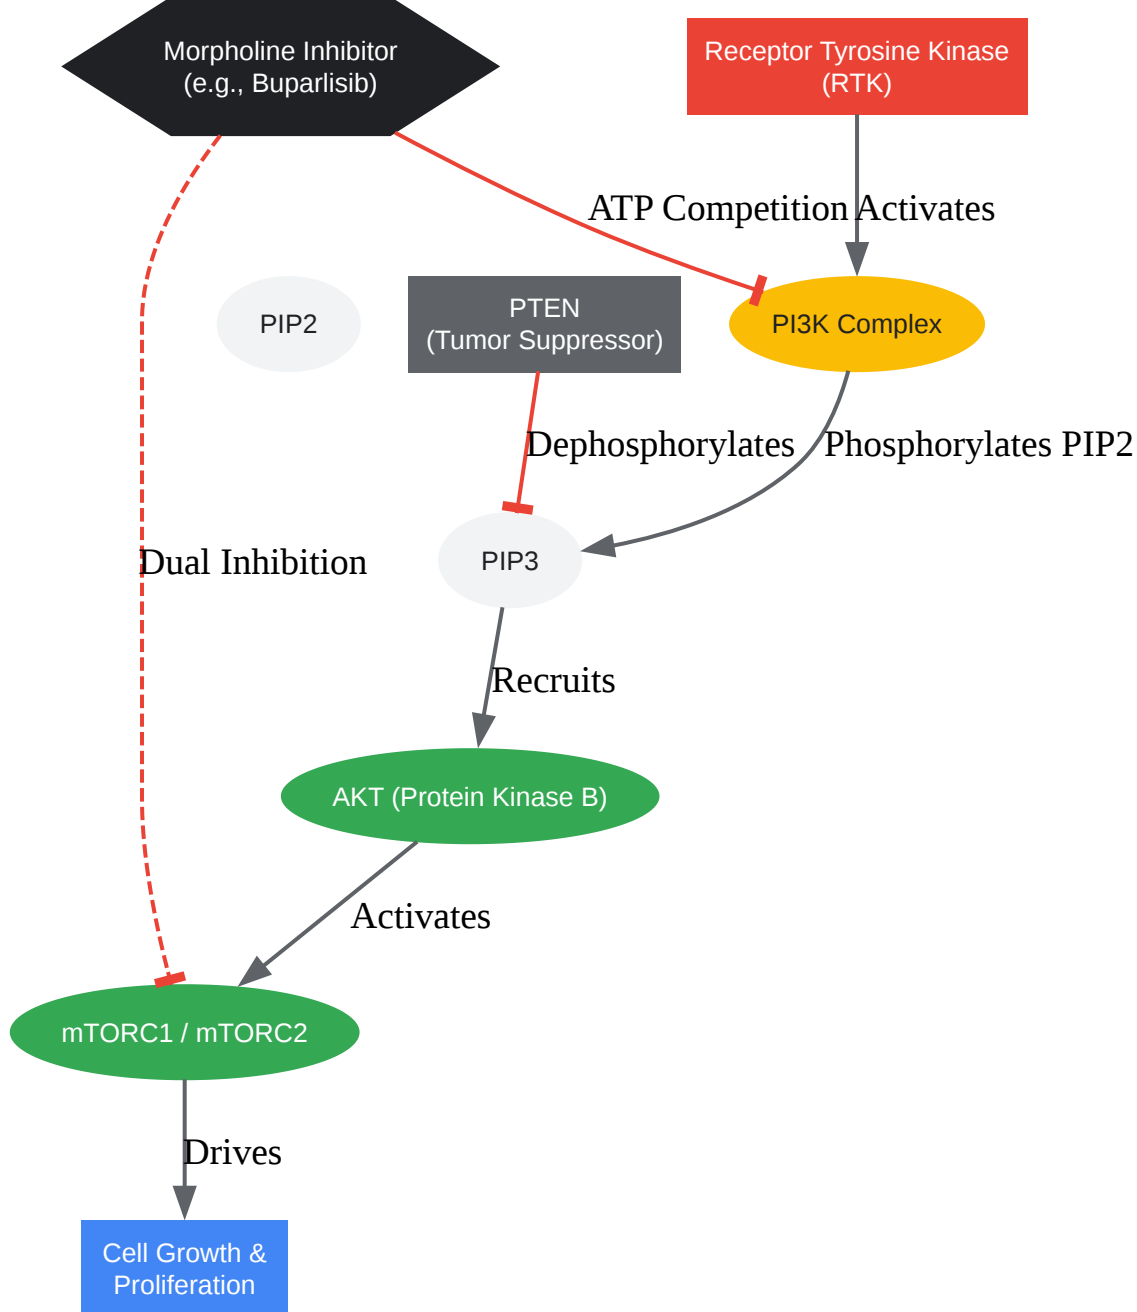 Morpholine Inhibitor
(e.g., Buparlisib)
Receptor Tyrosine Kinase
(RTK)
ATP Competition
Activates
PIP2
PTEN
(Tumor Suppressor)
PI3K Complex
Dephosphorylates
Phosphorylates PIP2
Dual Inhibition
PIP3
Recruits
AKT (Protein Kinase B)
Activates
mTORC1 / mTORC2
Drives
Cell Growth &
Proliferation